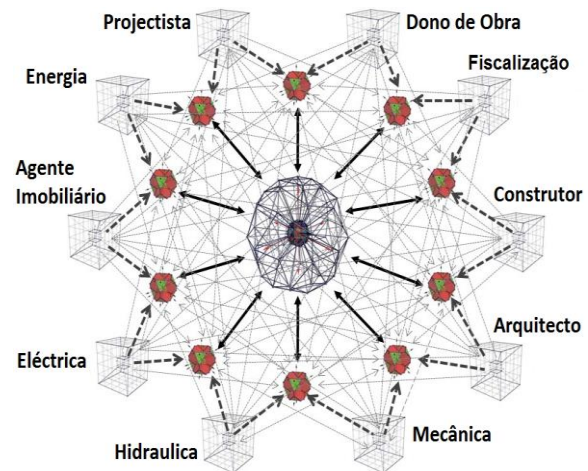 Projectista
Dono de Obra
Energia
Fiscalização
Agente
Imobiliário
Construtor
Arquitecto
Eléctrica
Hidraulica
Mecânica